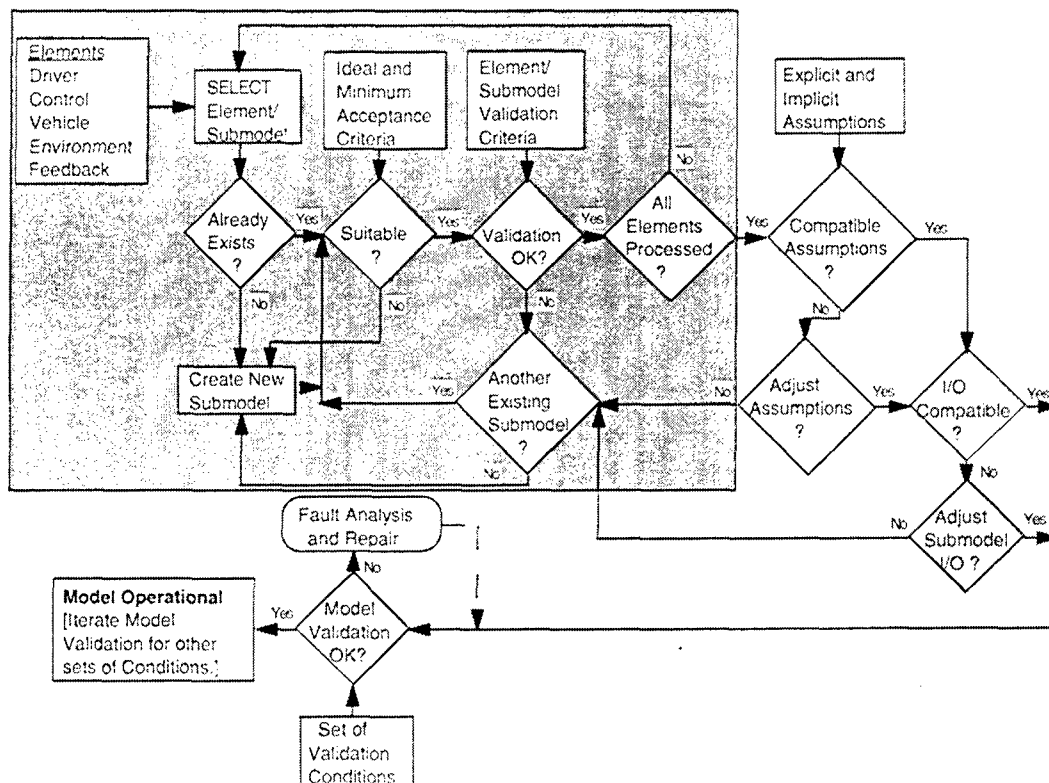 Elements
Driver
Control
Vehicle
Environment
Feedback
SELECT
Element/
Submodel
Ideal and
Minimum
Acceptance
Criteria
Element/
Submodel
Validation
Criteria
Explicit and
Implicit
Assumptions
No
Already
Exists
?
Yes
Suitable
?
Yes
Validation
OK?
Yes
All
Elements
Processed
?
Yes
Compatible
Assumptions
?
Yes
No
No
No
No
Create New
Submodel
Yes
Another
Existing
Submodel
?
No
Adjust
Assumptions
?
Yes
I/O
Compatible
?
Yes
No
No
Fault Analysis
and Repair
No
Adjust
Submodel
I/O ?
Yes
No
Model Operational
[Iterate Model
Validation for other
sets of Conditions.]
Yes
Model
Validation
OK?
Set of
Validation
Conditions